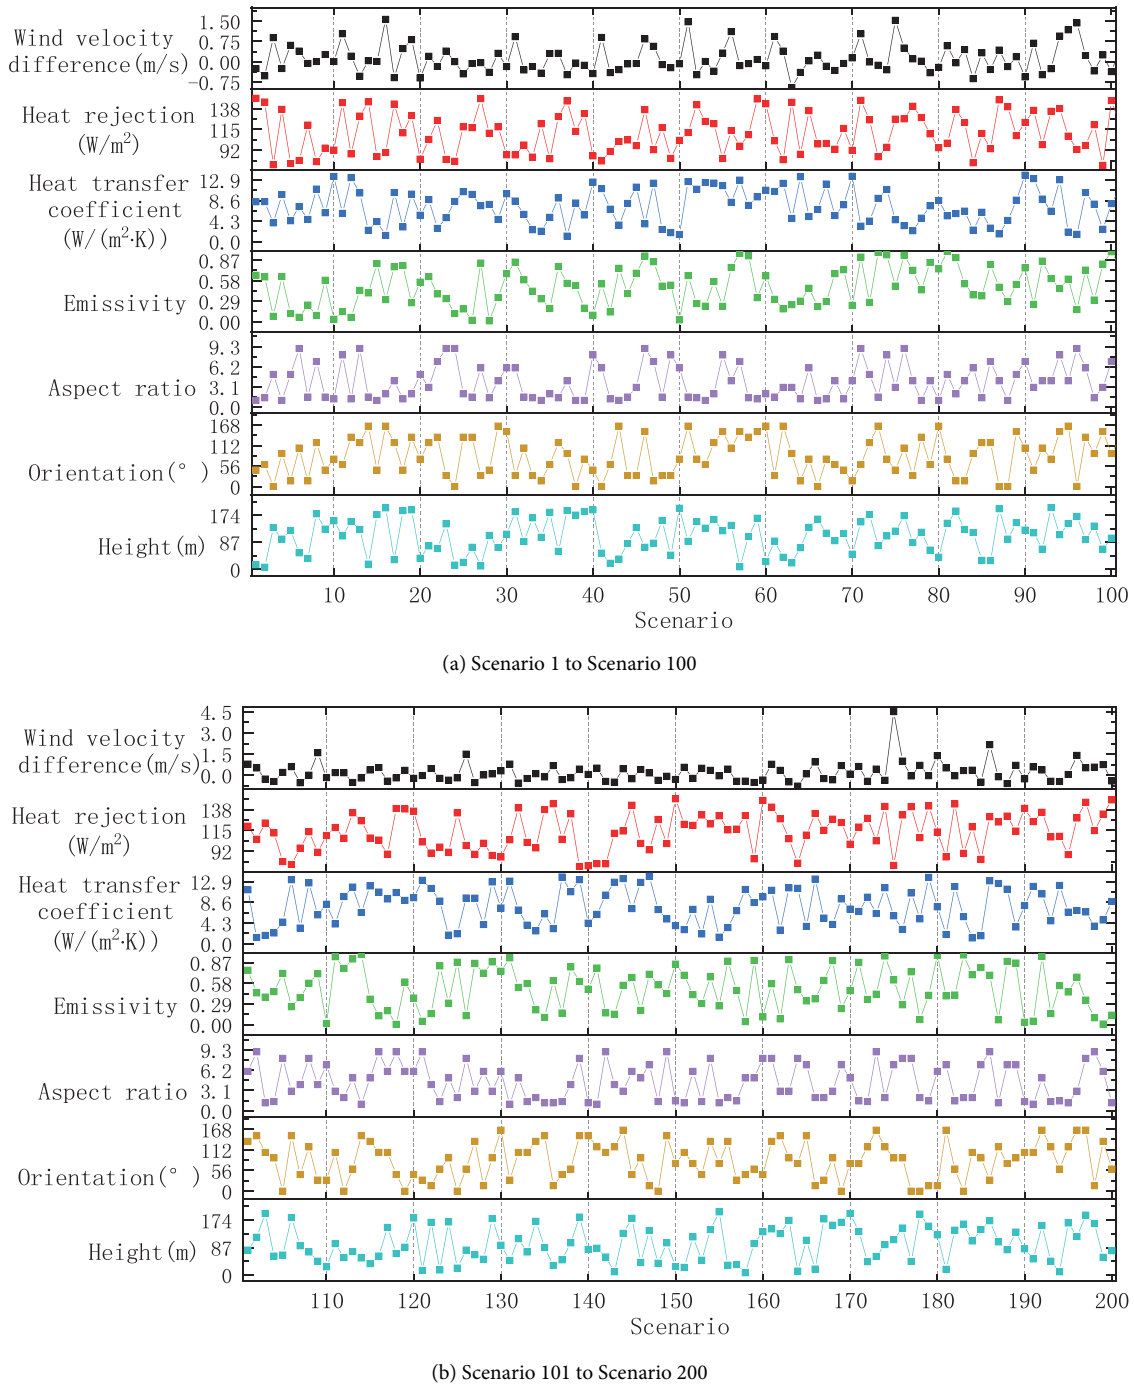 Wind velocity
difference(m/s)
1.50
0.75
0.00
-0.75
Heat rejection
(W/m²)
138
115
92
Heat transfer
coefficient
(W/(m²·K))
12.9
8.6
4.3
0.0
Emissivity
0.87
0.58
0.29
0.00
Aspect ratio
9.3
6.2
3.1
0.0
Orientation(°)
168
112
56
0
Height(m)
174
87
0
10 20 30 40 50 60 70 80 90 100
Scenario
(a) Scenario 1 to Scenario 100
Wind velocity
difference(m/s)
4.5
3.0
1.5
0.0
Heat rejection
(W/m²)
138
115
92
Heat transfer
coefficient
(W/(m²·K))
12.9
8.6
4.3
0.0
Emissivity
0.87
0.58
0.29
0.00
Aspect ratio
9.3
6.2
3.1
0.0
Orientation(°)
168
112
56
0
Height(m)
174
87
0
110 120 130 140 150 160 170 180 190 200
Scenario
(b) Scenario 101 to Scenario 200